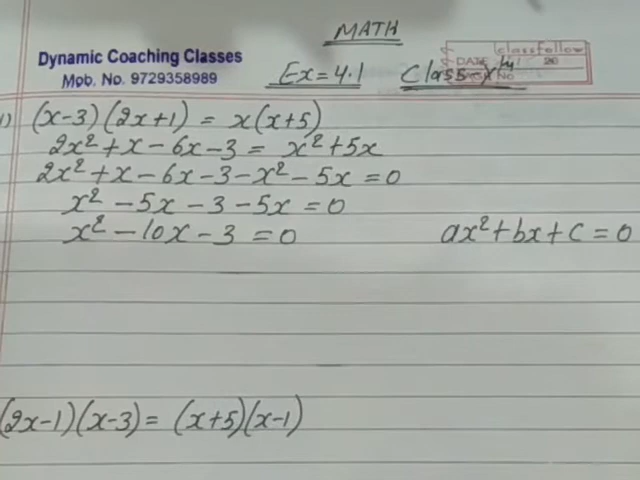 MATH
Dynamic Coaching Classes
Mob. No. 9729358989
classfellow
DATE 20
Ex = 4.1 Class Xth
1) (x-3)(2x+1) = x(x+5)
2x² + x - 6x - 3 = x² + 5x
2x² + x - 6x - 3 - x² - 5x = 0
x² - 5x - 3 - 5x = 0
x² - 10x - 3 = 0 ax² + bx + c = 0
(2x-1)(x-3) = (x+5)(x-1)